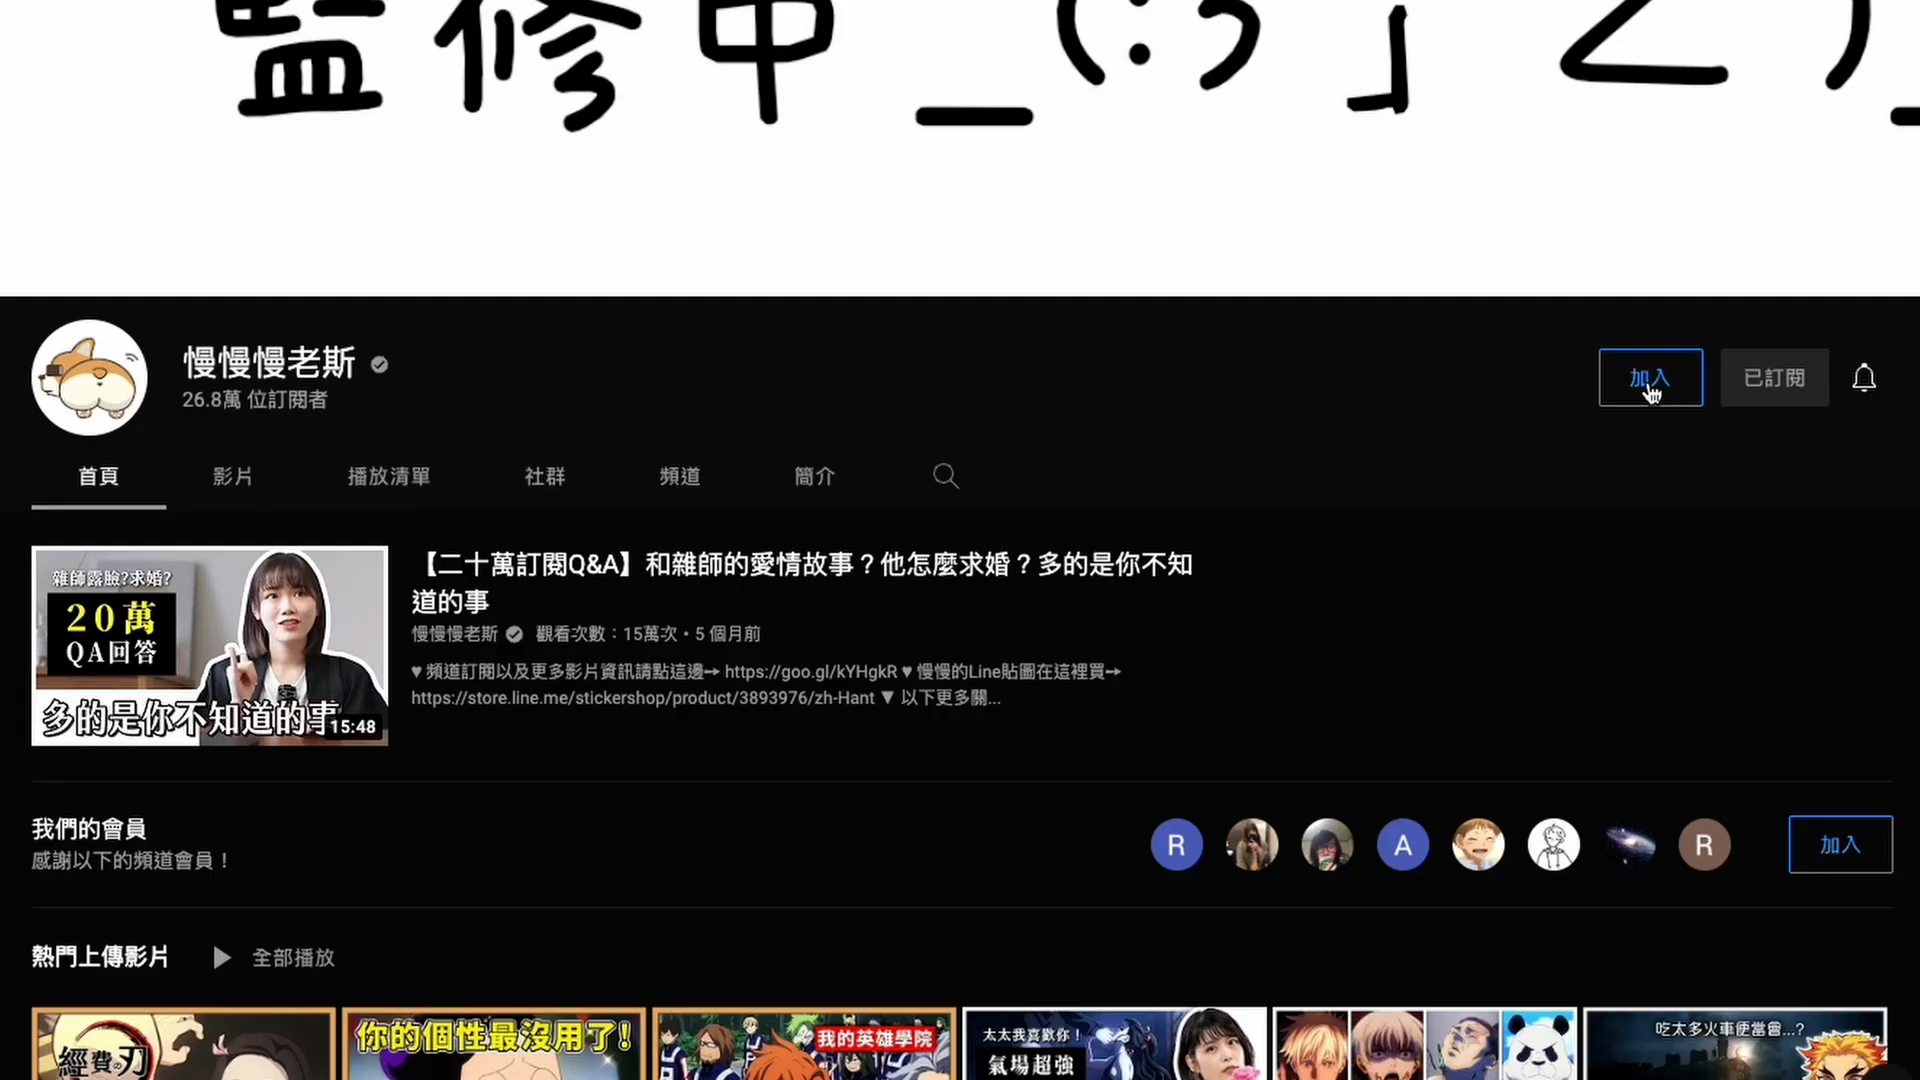 監修中_(:3」乙)_
慢慢慢老斯
26.8萬 位訂閱者
加入
已訂閱
首頁
影片
播放清單
社群
頻道
簡介
雜師露臉?求婚?
20萬
QA回答
多的是你不知道的事
15:48
【二十萬訂閱Q&A】和雜師的愛情故事？他怎麼求婚？多的是你不知
道的事
慢慢慢老斯 觀看次數：15萬次・5 個月前
♥ 頻道訂閱以及更多影片資訊請點這邊➞ https://goo.gl/kYHgkR ♥ 慢慢的Line貼圖在這裡買➞
https://store.line.me/stickershop/product/3893976/zh-Hant ▼ 以下更多關...
我們的會員
感謝以下的頻道會員！
R
A
R
加入
熱門上傳影片
全部播放
經費の刃
你的個性最沒用了!
我的英雄學院
太太我喜歡你！
氣場超強
吃太多火車便當會...?